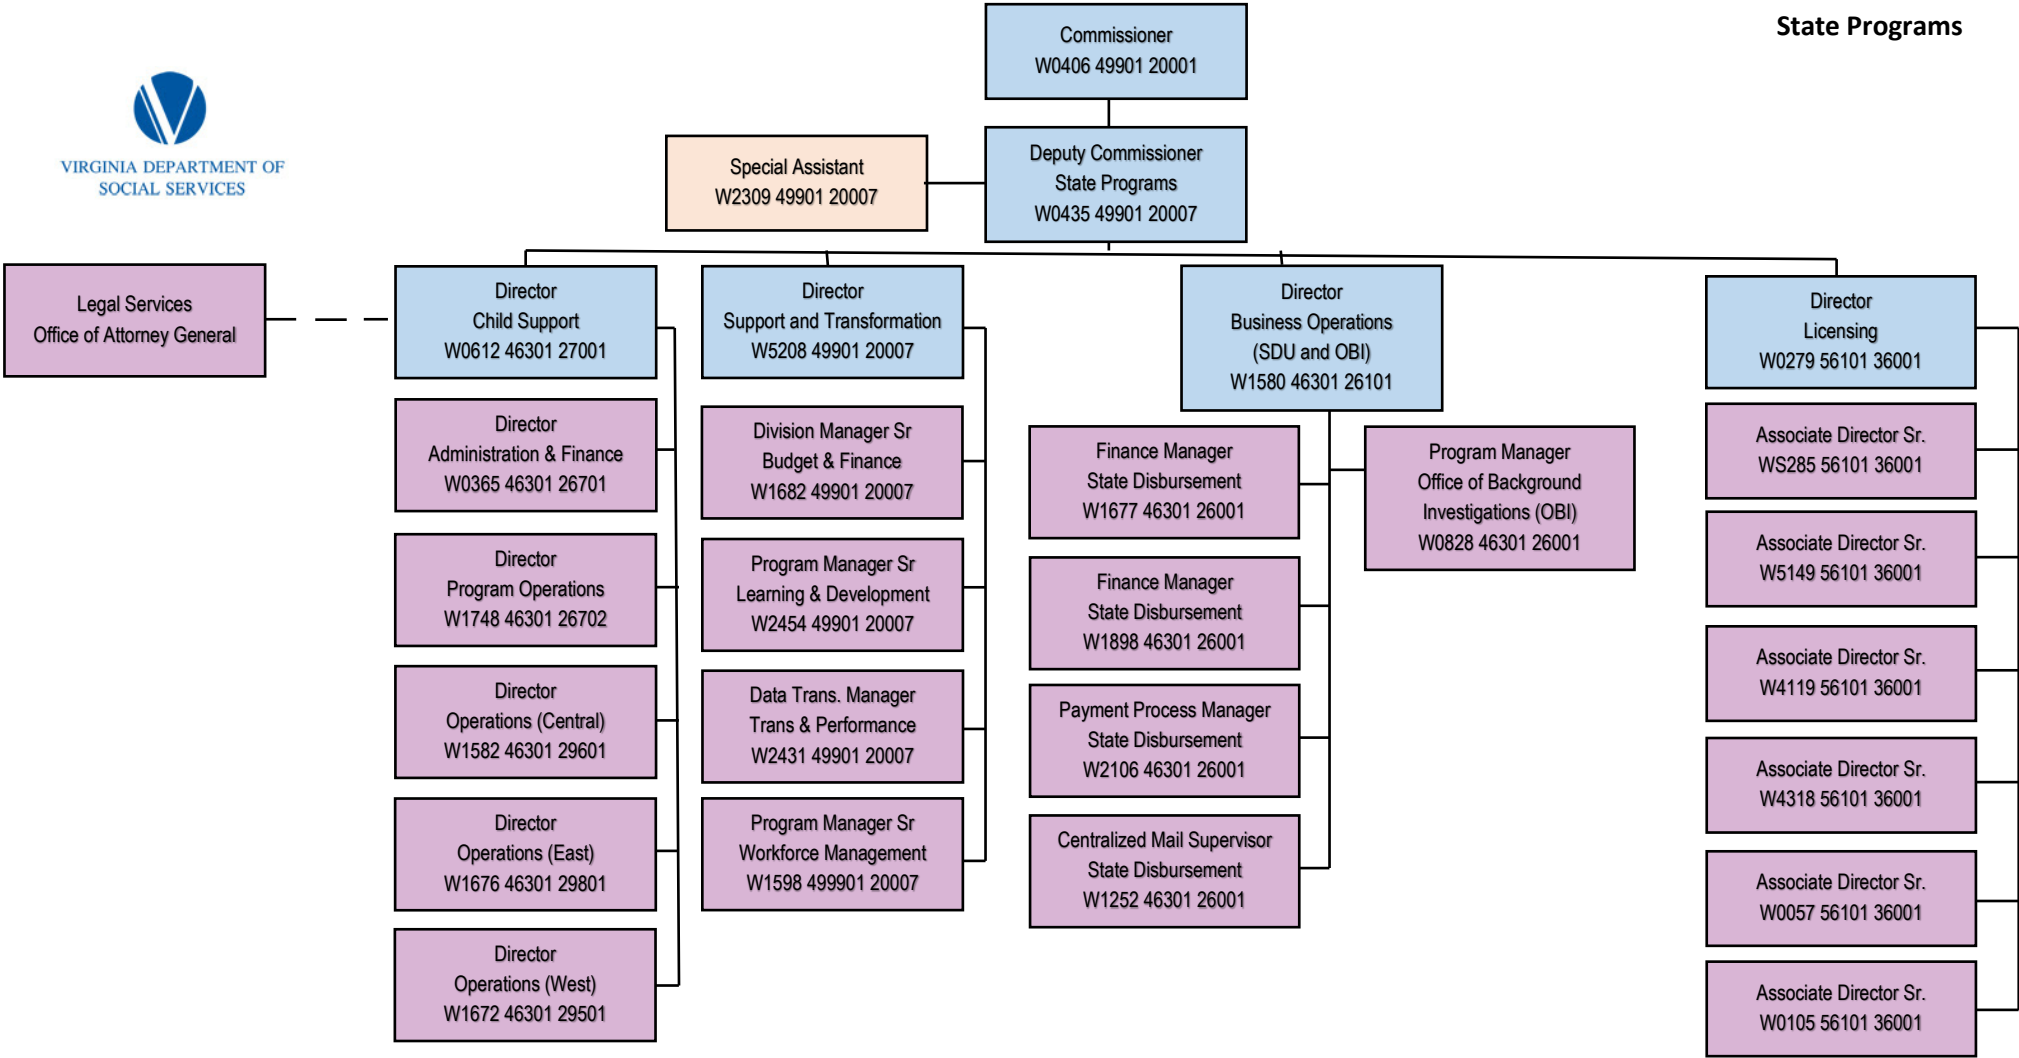 State Programs
Commissioner
W0406 49901 20001
VIRGINIA DEPARTMENT OF
SOCIAL SERVICES
Special Assistant
W2309 49901 20007
Deputy Commissioner
State Programs
W0435 49901 20007
Legal Services
Office of Attorney General
Director
Child Support
W0612 46301 27001
Director
Administration & Finance
W0365 46301 26701
Director
Program Operations
W1748 46301 26702
Director
Operations (Central)
W1582 46301 29601
Director
Operations (East)
W1676 46301 29801
Director
Operations (West)
W1672 46301 29501
Director
Support and Transformation
W5208 49901 20007
Division Manager Sr
Budget & Finance
W1682 49901 20007
Program Manager Sr
Learning & Development
W2454 49901 20007
Data Trans. Manager
Trans & Performance
W2431 49901 20007
Program Manager Sr
Workforce Management
W1598 499901 20007
Director
Business Operations
(SDU and OBI)
W1580 46301 26101
Finance Manager
State Disbursement
W1677 46301 26001
Finance Manager
State Disbursement
W1898 46301 26001
Payment Process Manager
State Disbursement
W2106 46301 26001
Centralized Mail Supervisor
State Disbursement
W1252 46301 26001
Program Manager
Office of Background
Investigations (OBI)
W0828 46301 26001
Director
Licensing
W0279 56101 36001
Associate Director Sr.
WS285 56101 36001
Associate Director Sr.
W5149 56101 36001
Associate Director Sr.
W4119 56101 36001
Associate Director Sr.
W4318 56101 36001
Associate Director Sr.
W0057 56101 36001
Associate Director Sr.
W0105 56101 36001